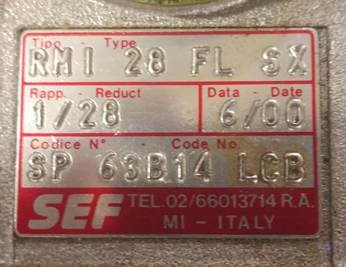 Tipo - Type
RMI 28 FL SX
Rapp. - Reduct Data - Date
1/28 6/00
Codice N° - Code No.
SP 63B14 LCB
SEF TEL.02/66013714 R.A.
MI - ITALY